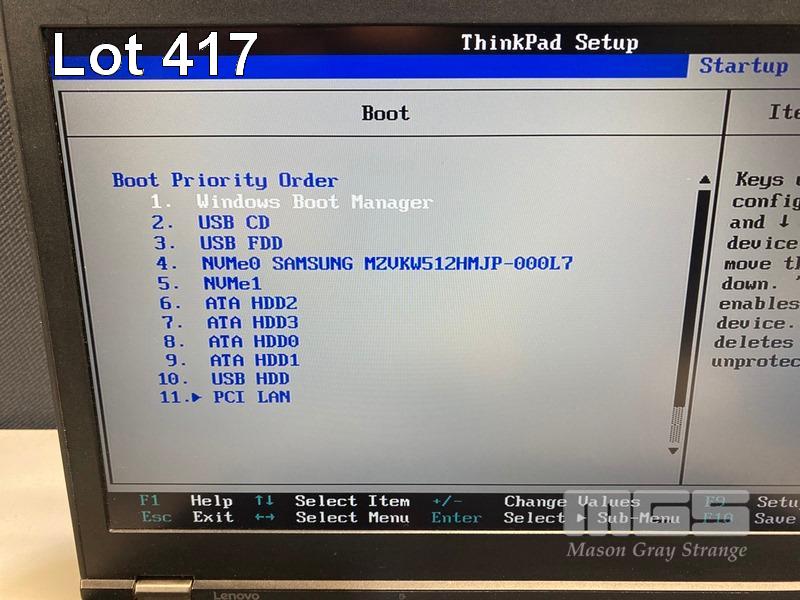 Lot 417
ThinkPad Setup
Startup
Boot
Boot Priority Order
1. Windows Boot Manager
2. USB CD
3. USB FDD
4. NVMe0 SAMSUNG MZVKW512HMJP-000L7
5. NVMe1
6. ATA HDD2
7. ATA HDD3
8. ATA HDD0
9. ATA HDD1
10. USB HDD
11.▸ PCI LAN
Keys
config
and ↓
device
move
down.
enables
device.
deletes
unprotec
F1 Help ↑↓ Select Item +/- Change Values F9 Setu
Esc Exit ←→ Select Menu Enter Select ▸ Sub-Menu F10 Save
MGS
Mason Gray Strange
Lenovo